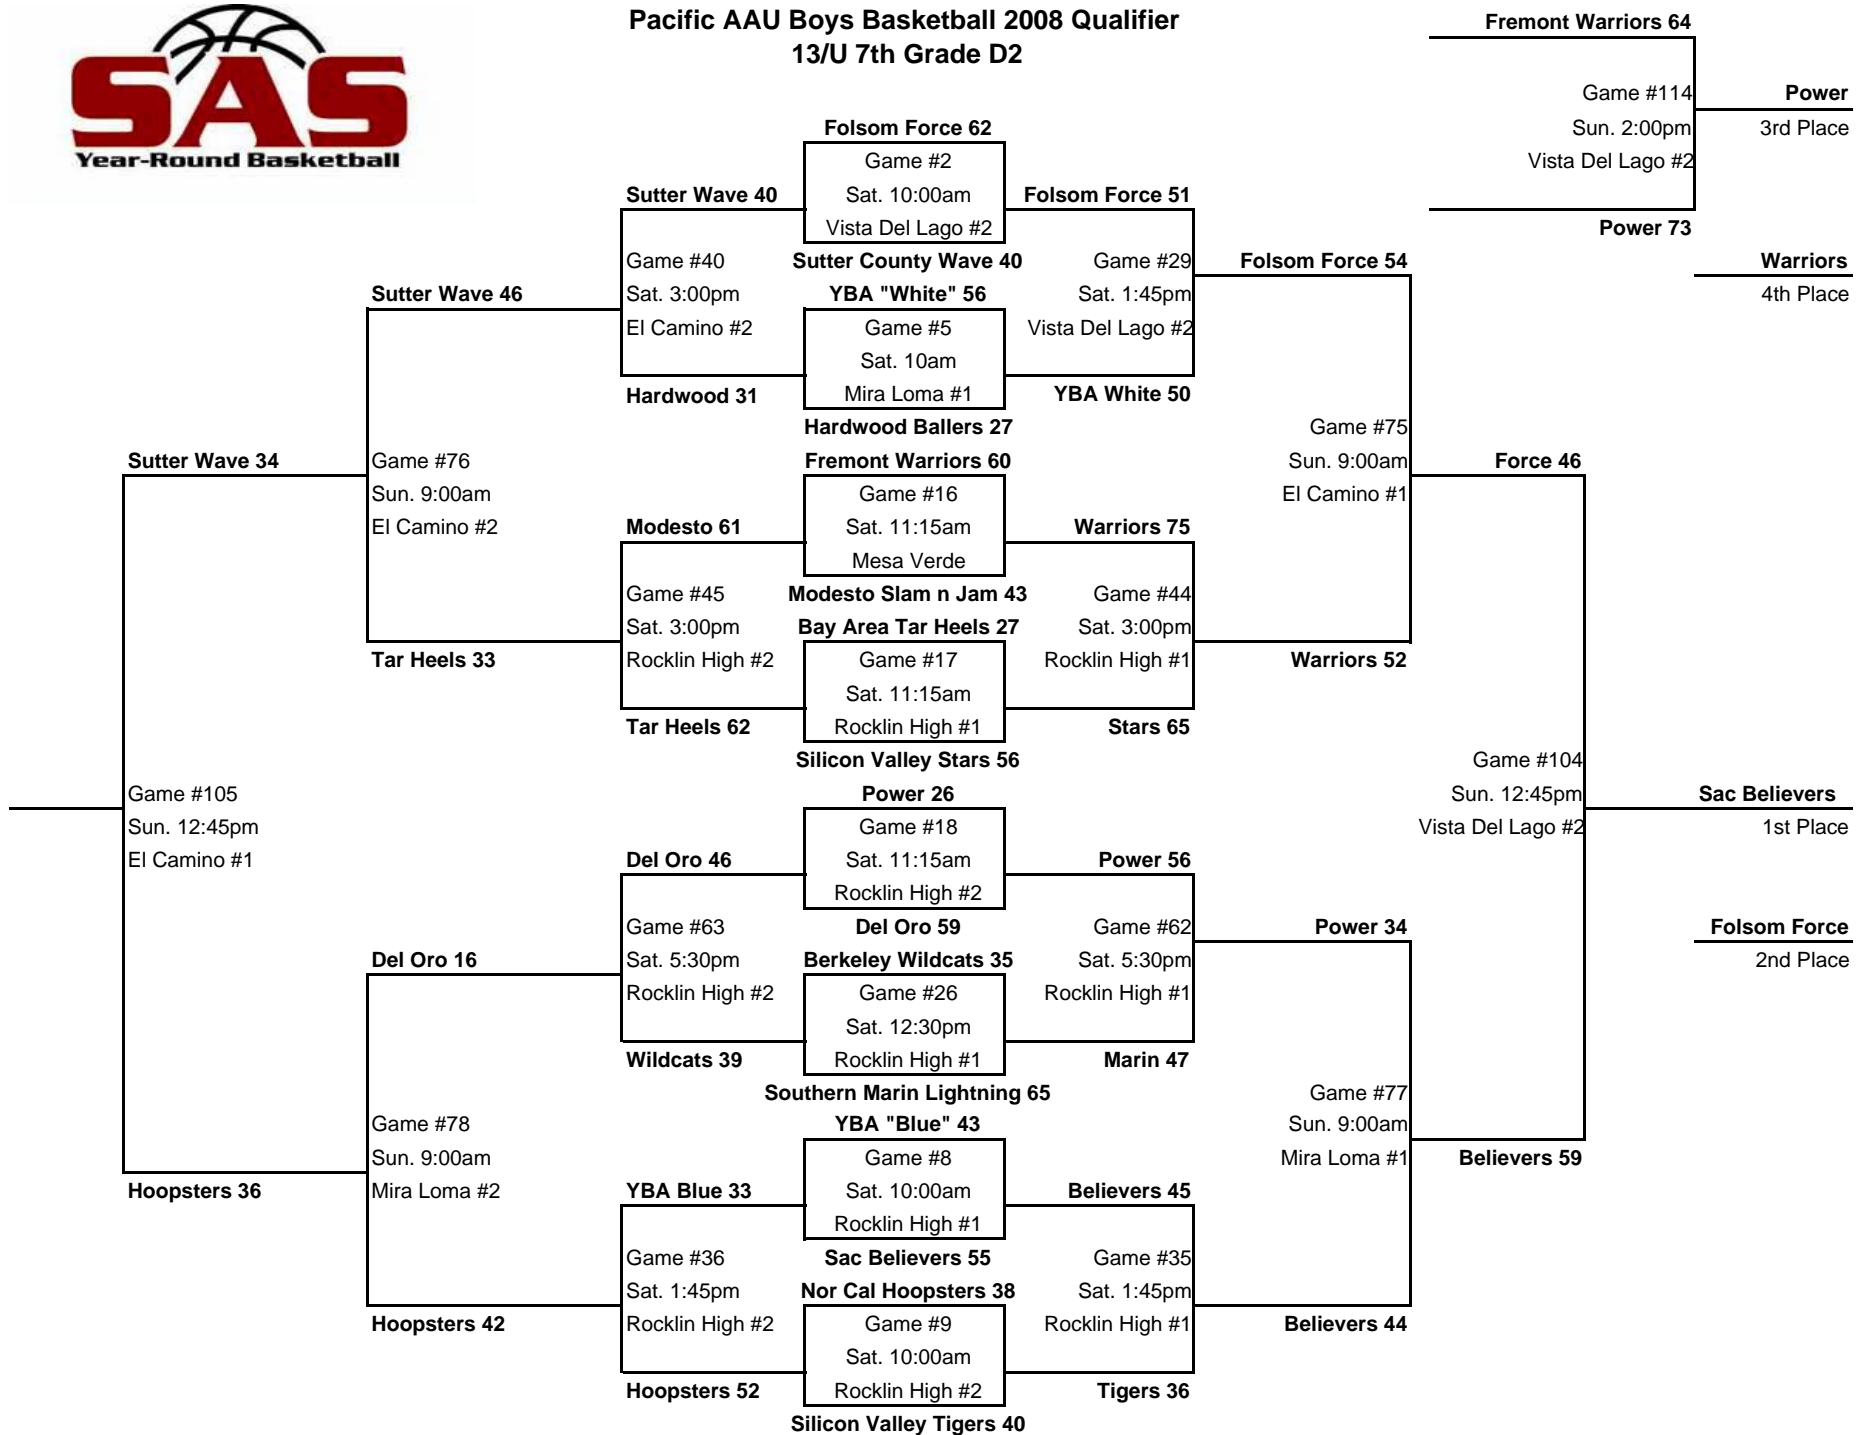 SAS
Year-Round Basketball
Pacific AAU Boys Basketball 2008 Qualifier
13/U 7th Grade D2
Fremont Warriors 64
Game #114
Sun. 2:00pm
Vista Del Lago #2
Power 73
Power
3rd Place
Warriors
4th Place
Folsom Force 62
Game #2
Sat. 10:00am
Vista Del Lago #2
Sutter County Wave 40
YBA "White" 56
Game #5
Sat. 10am
Mira Loma #1
Hardwood Ballers 27
Fremont Warriors 60
Game #16
Sat. 11:15am
Mesa Verde
Modesto Slam n Jam 43
Bay Area Tar Heels 27
Game #17
Sat. 11:15am
Rocklin High #1
Silicon Valley Stars 56
Power 26
Game #18
Sat. 11:15am
Rocklin High #2
Del Oro 59
Berkeley Wildcats 35
Game #26
Sat. 12:30pm
Rocklin High #1
Southern Marin Lightning 65
YBA "Blue" 43
Game #8
Sat. 10:00am
Rocklin High #1
Sac Believers 55
Nor Cal Hoopsters 38
Game #9
Sat. 10:00am
Rocklin High #2
Silicon Valley Tigers 40
Sutter Wave 40
Game #40
Sat. 3:00pm
El Camino #2
Hardwood 31
Modesto 61
Game #45
Sat. 3:00pm
Rocklin High #2
Tar Heels 62
Del Oro 46
Game #63
Sat. 5:30pm
Rocklin High #2
Wildcats 39
YBA Blue 33
Game #36
Sat. 1:45pm
Rocklin High #2
Hoopsters 52
Sutter Wave 46
Game #76
Sun. 9:00am
El Camino #2
Tar Heels 33
Del Oro 16
Game #78
Sun. 9:00am
Mira Loma #2
Hoopsters 42
Sutter Wave 34
Game #105
Sun. 12:45pm
El Camino #1
Hoopsters 36
Folsom Force 51
Game #29
Sat. 1:45pm
Vista Del Lago #2
YBA White 50
Warriors 75
Game #44
Sat. 3:00pm
Rocklin High #1
Stars 65
Power 56
Game #62
Sat. 5:30pm
Rocklin High #1
Marin 47
Believers 45
Game #35
Sat. 1:45pm
Rocklin High #1
Tigers 36
Folsom Force 54
Game #75
Sun. 9:00am
El Camino #1
Warriors 52
Power 34
Game #77
Sun. 9:00am
Mira Loma #1
Believers 44
Force 46
Game #104
Sun. 12:45pm
Vista Del Lago #2
Believers 59
Sac Believers
1st Place
Folsom Force
2nd Place